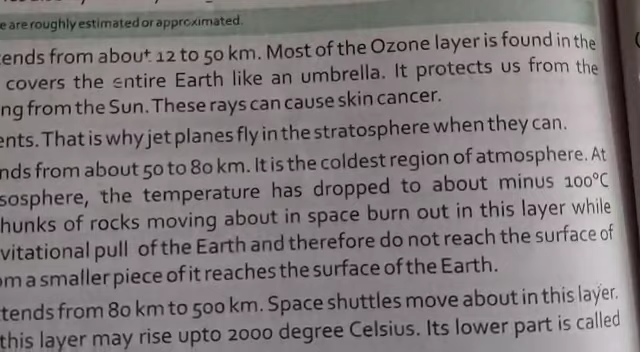 e are roughly estimated or approximated.
ends from about 12 to 50 km. Most of the Ozone layer is found in the
covers the entire Earth like an umbrella. It protects us from the
ng from the Sun. These rays can cause skin cancer.
ents. That is why jet planes fly in the stratosphere when they can.
nds from about 50 to 80 km. It is the coldest region of atmosphere. At
sosphere, the temperature has dropped to about minus 100°C
hunks of rocks moving about in space burn out in this layer while
vitational pull of the Earth and therefore do not reach the surface of
om a smaller piece of it reaches the surface of the Earth.
tends from 80 km to 500 km. Space shuttles move about in this layer.
this layer may rise upto 2000 degree Celsius. Its lower part is called